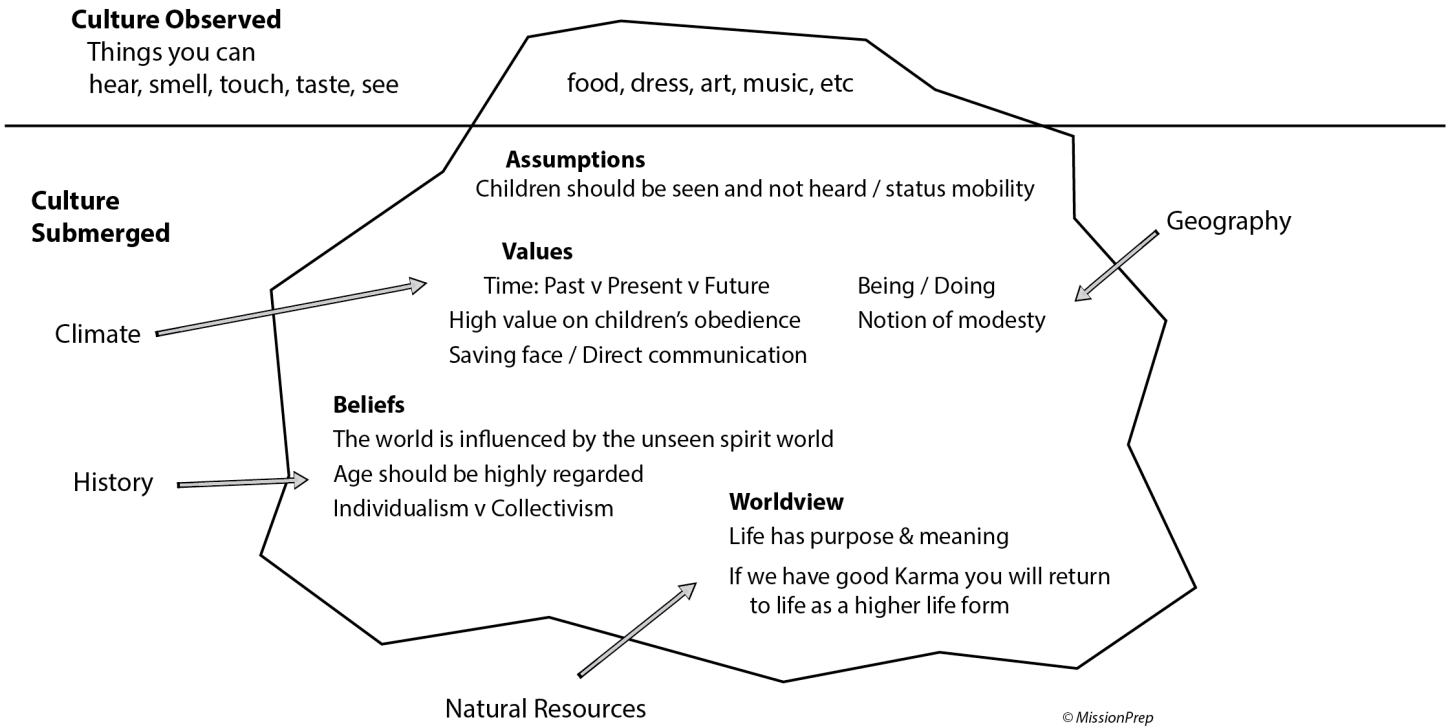 Culture Observed
Things you can
hear, smell, touch, taste, see
food, dress, art, music, etc
Culture
Submerged
Assumptions
Children should be seen and not heard / status mobility
Geography
Values
Time: Past v Present v Future
Being / Doing
High value on children’s obedience
Notion of modesty
Saving face / Direct communication
Climate
Beliefs
The world is influenced by the unseen spirit world
Age should be highly regarded
Individualism v Collectivism
History
Worldview
Life has purpose & meaning
If we have good Karma you will return
to life as a higher life form
Natural Resources
© MissionPrep